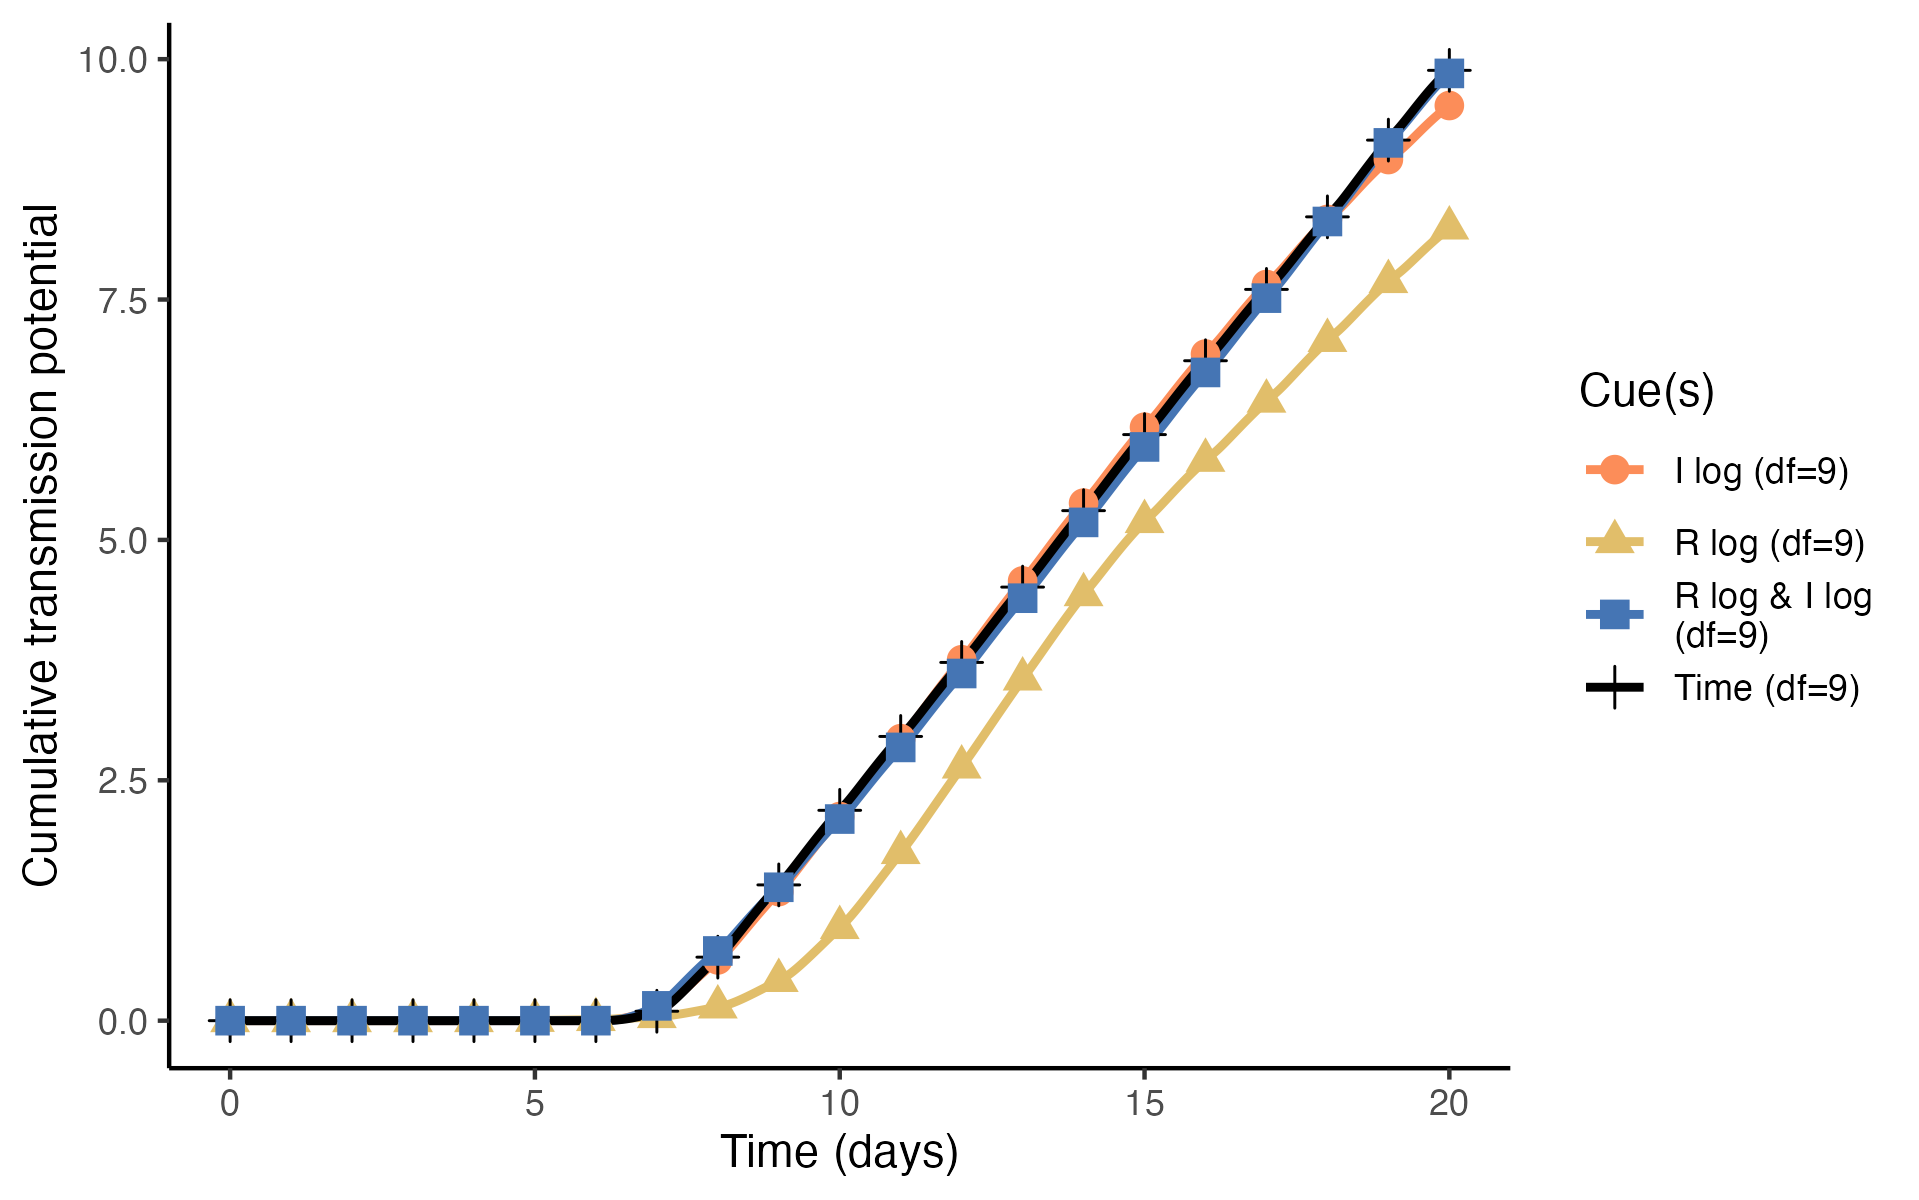 Cumulative transmission potential
10.0
7.5
5.0
2.5
0.0
0
5
10
15
20
Time (days)
Cue(s)
I log (df=9)
R log (df=9)
R log & I log
(df=9)
Time (df=9)